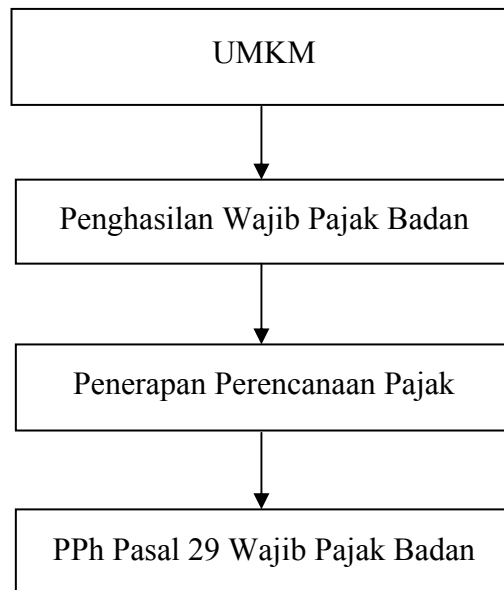 UMKM
Penghasilan Wajib Pajak Badan
Penerapan Perencanaan Pajak
PPh Pasal 29 Wajib Pajak Badan